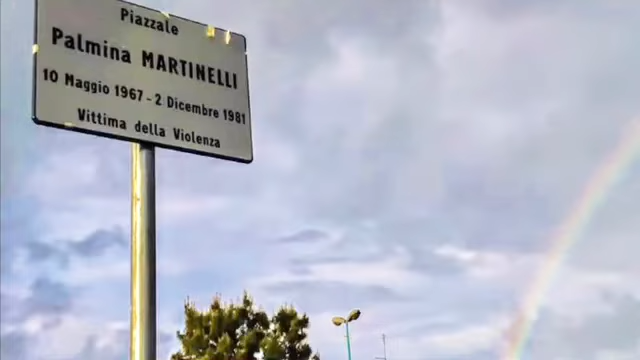 Piazzale
Palmina MARTINELLI
10 Maggio 1967 - 2 Dicembre 1981
Vittima della Violenza